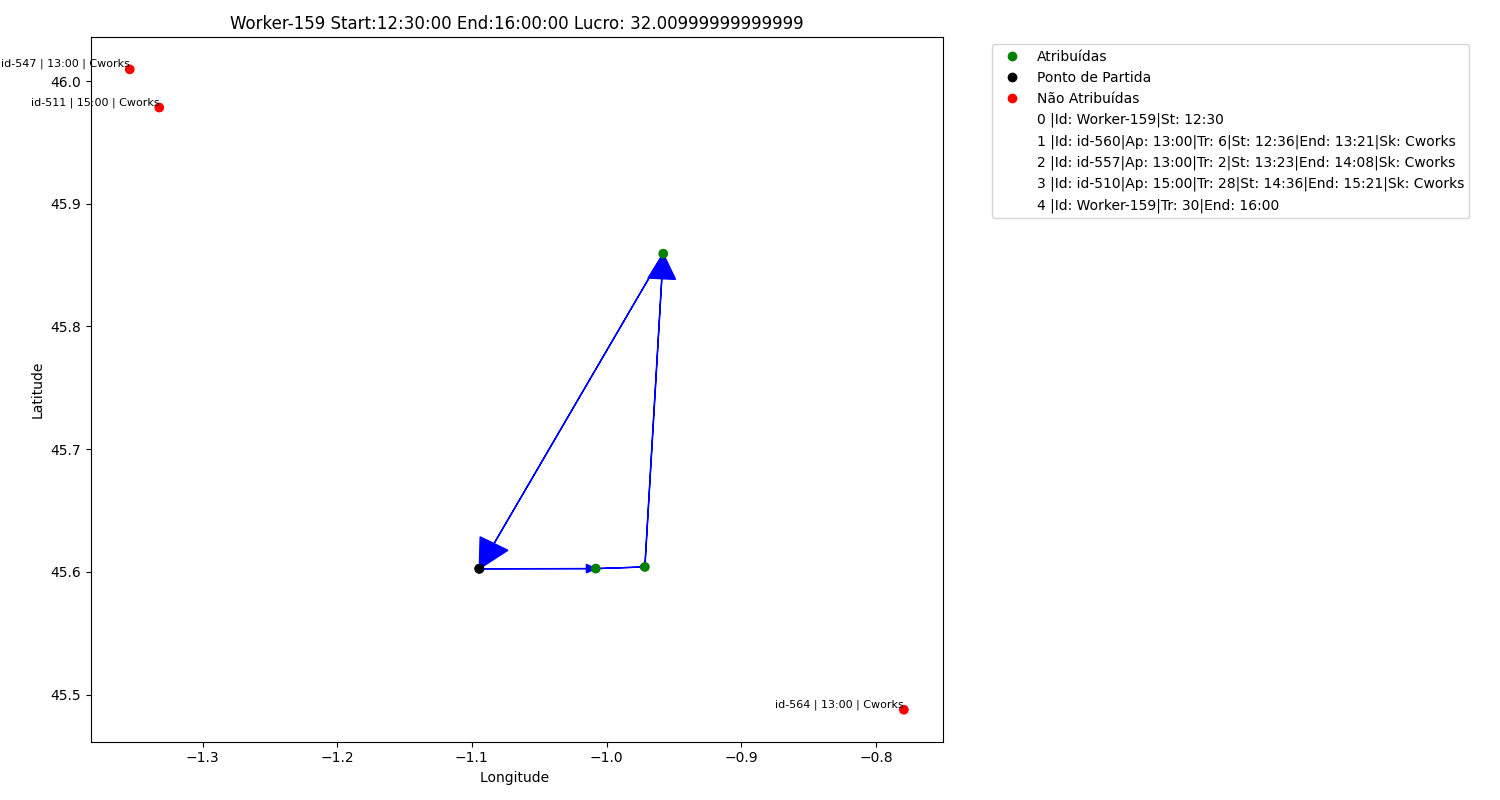 Worker-159 Start:12:30:00 End:16:00:00 Lucro: 32.00999999999999
id-547 | 13:00 | Cworks
id-511 | 15:00 | Cworks
id-564 | 13:00 | Cworks
46.0
45.9
45.8
45.7
45.6
45.5
Latitude
−1.3
−1.2
−1.1
−1.0
−0.9
−0.8
Longitude
Atribuídas
Ponto de Partida
Não Atribuídas
0 |Id: Worker-159|St: 12:30
1 |Id: id-560|Ap: 13:00|Tr: 6|St: 12:36|End: 13:21|Sk: Cworks
2 |Id: id-557|Ap: 13:00|Tr: 2|St: 13:23|End: 14:08|Sk: Cworks
3 |Id: id-510|Ap: 15:00|Tr: 28|St: 14:36|End: 15:21|Sk: Cworks
4 |Id: Worker-159|Tr: 30|End: 16:00